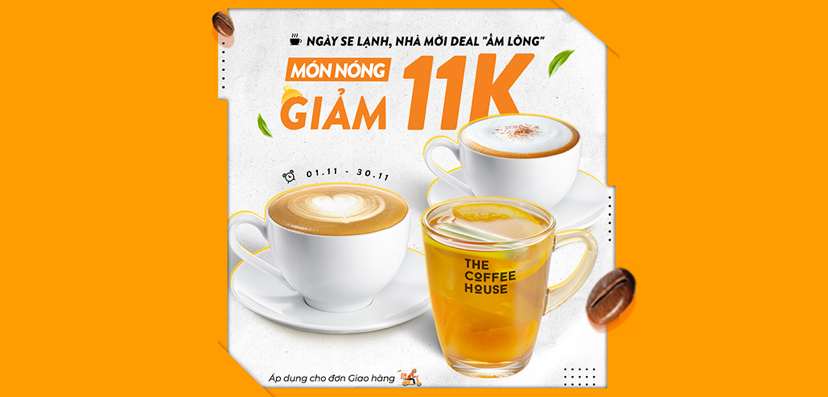 NGÀY SE LẠNH, NHÀ MỜI DEAL "ẤM LÒNG"
MÓN NÓNG
GIẢM 11K
01.11 - 30.11
THE
COFFEE
HOUSE
Áp dụng cho đơn Giao hàng